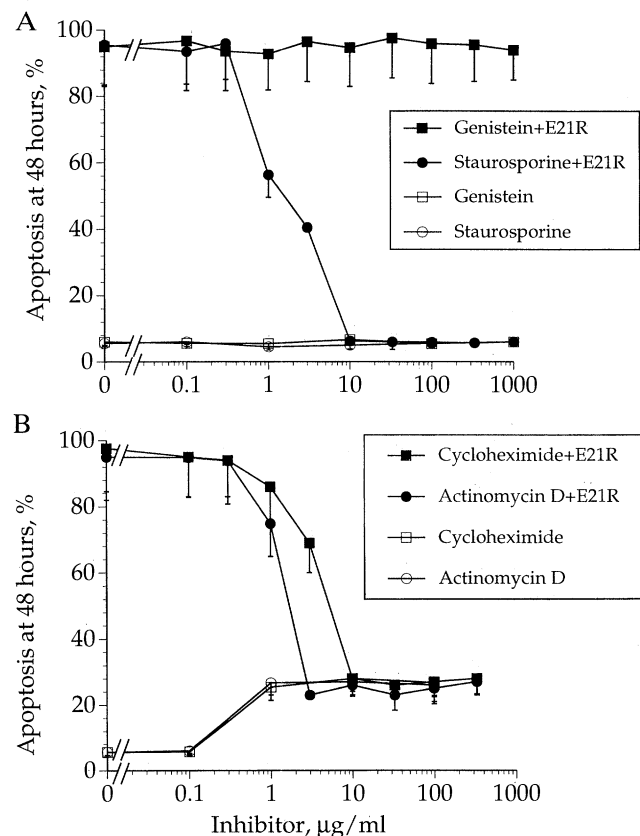 A
100
80
60
40
20
0
Apoptosis at 48 hours, %
Genistein+E21R
Staurosporine+E21R
Genistein
Staurosporine
0 0.1 1 10 100 1000
B
100
80
60
40
20
0
Apoptosis at 48 hours, %
Cycloheximide+E21R
Actinomycin D+E21R
Cycloheximide
Actinomycin D
0 0.1 1 10 100 1000
Inhibitor, µg/ml